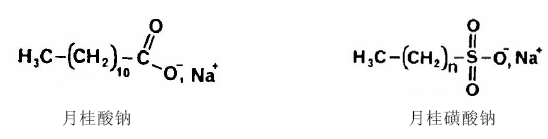 H3C-(CH2)10-C O O-, Na+
月桂酸钠
H3C-(CH2)n-S O O O-, Na+
月桂磺酸钠